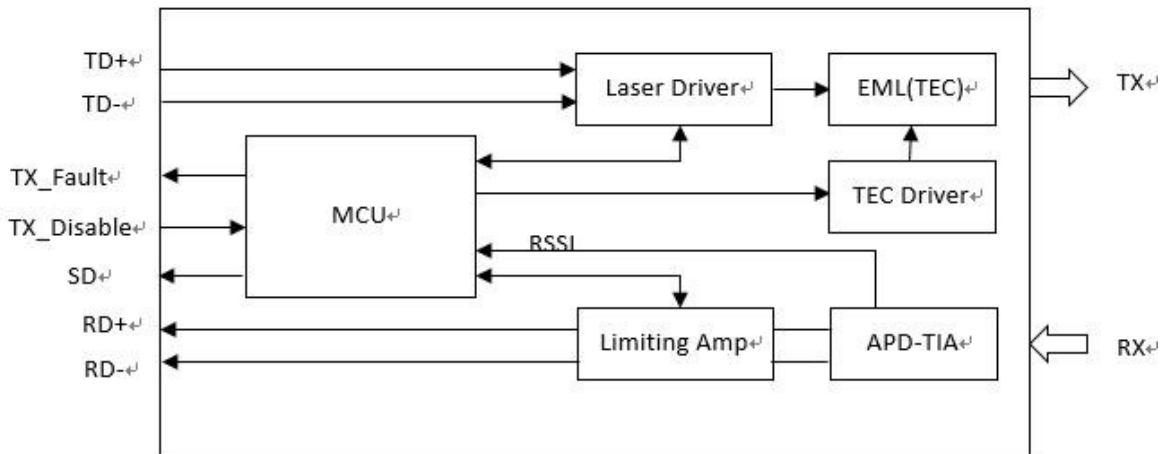 TD+
TD-
TX_Fault
TX_Disable
SD
RD+
RD-
Laser Driver
EML(TEC)
MCU
TEC Driver
RSSI
Limiting Amp
APD-TIA
TX
RX